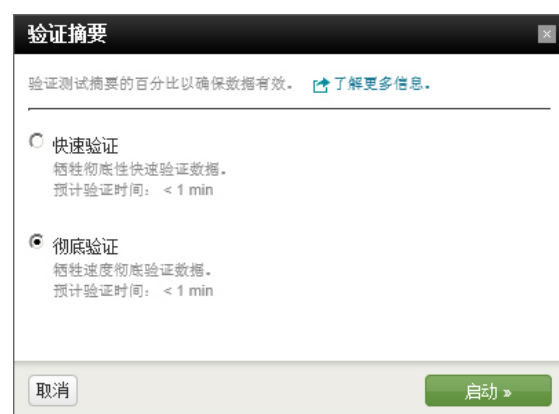 验证摘要
验证测试摘要的百分比以确保数据有效。 了解更多信息。
快速验证
牺牲彻底性快速验证数据。
预计验证时间： < 1 min
彻底验证
牺牲速度彻底验证数据。
预计验证时间： < 1 min
取消 启动 »